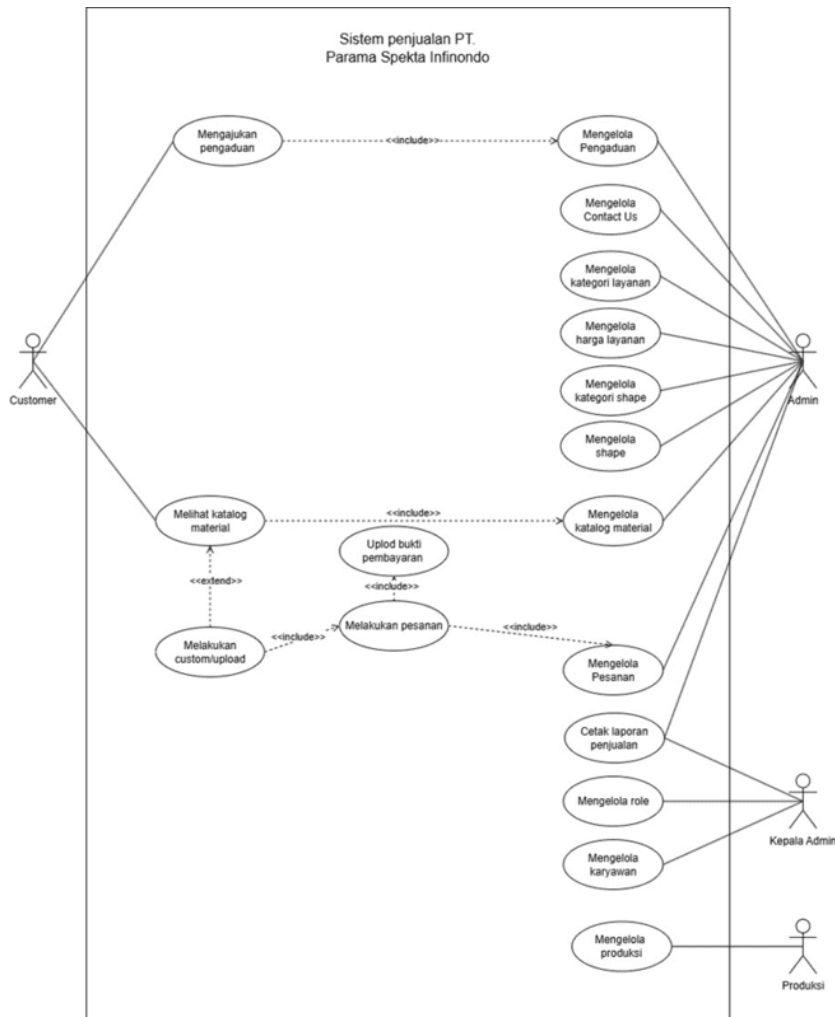 Sistem penjualan PT.
Parama Spekta Infinondo
Mengajukan
pengaduan
<<include>>
Mengelola
Pengaduan
Mengelola
Contact Us
Mengelola
kategori layanan
Mengelola
harga layanan
Customer
Admin
Mengelola
kategori shape
Mengelola
shape
Melihat katalog
material
<<include>>
Mengelola
katalog material
Uplod bukti
pembayaran
<<extend>>
<<include>>
Melakukan pesanan
<<include>>
<<include>>
Melakukan
custom/upload
Mengelola
Pesanan
Cetak laporan
penjualan
Mengelola role
Kepala Admin
Mengelola
karyawan
Mengelola
produksi
Produksi